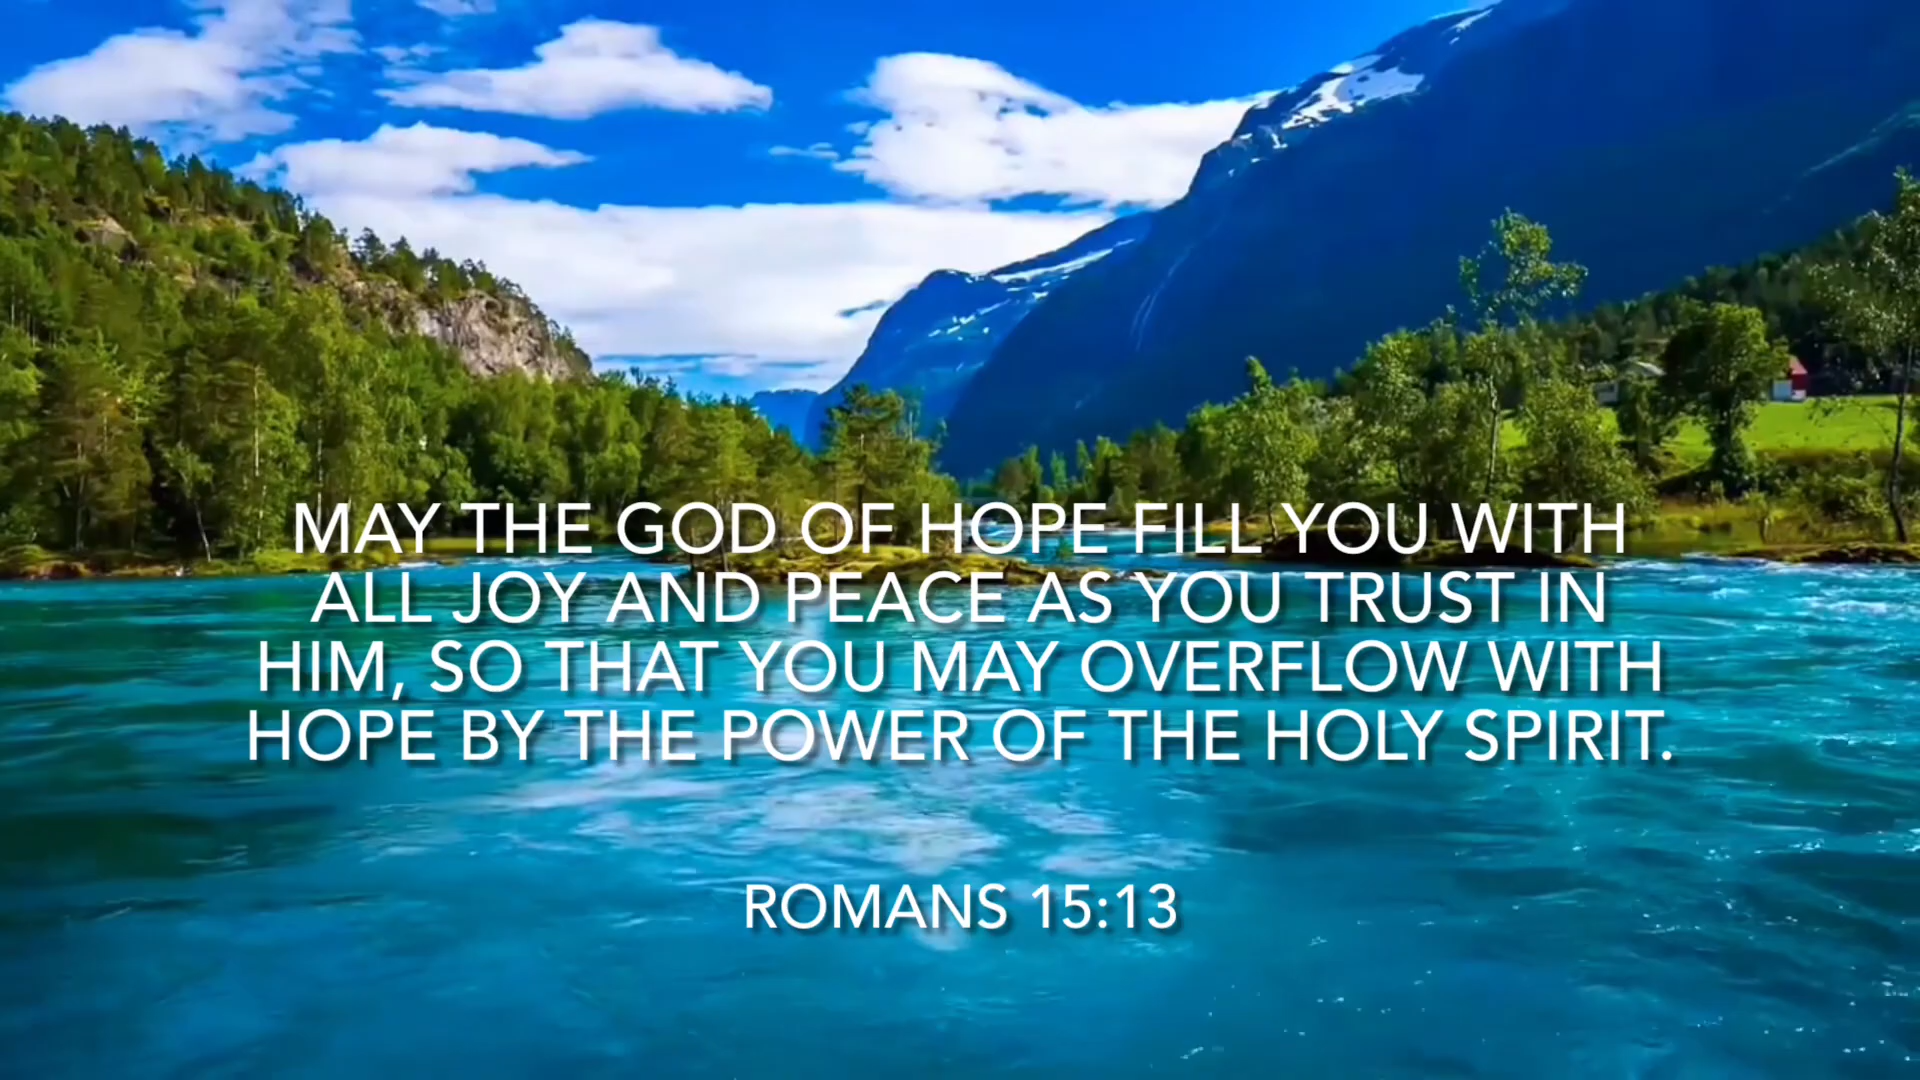 MAY THE GOD OF HOPE FILL YOU WITH
ALL JOY AND PEACE AS YOU TRUST IN
HIM, SO THAT YOU MAY OVERFLOW WITH
HOPE BY THE POWER OF THE HOLY SPIRIT.
ROMANS 15:13